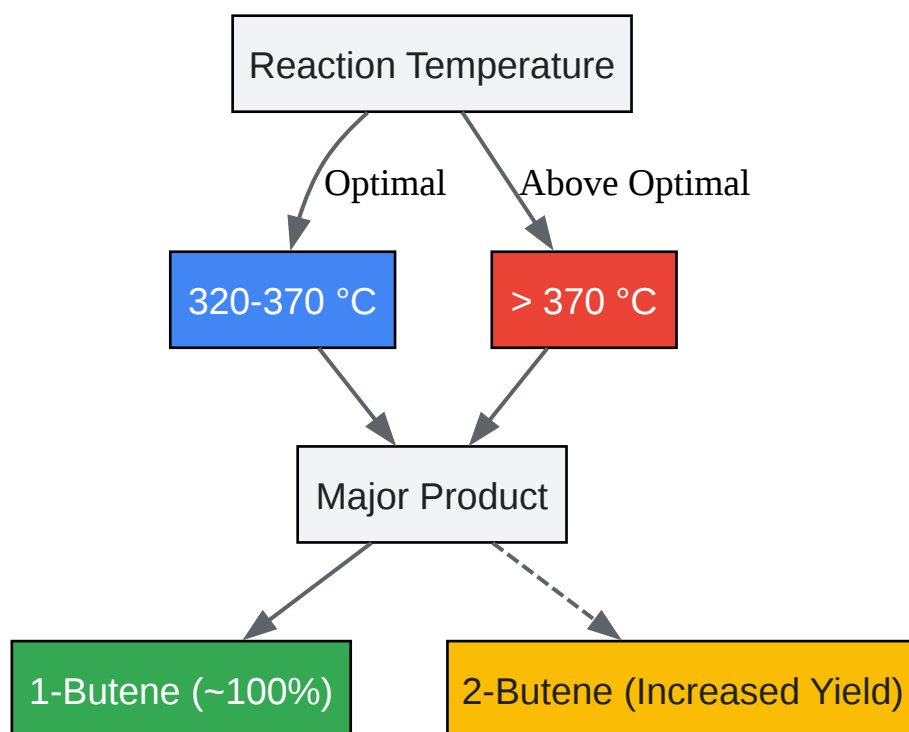 Reaction Temperature
Optimal
Above Optimal
320-370 °C
> 370 °C
Major Product
1-Butene (~100%)
2-Butene (Increased Yield)